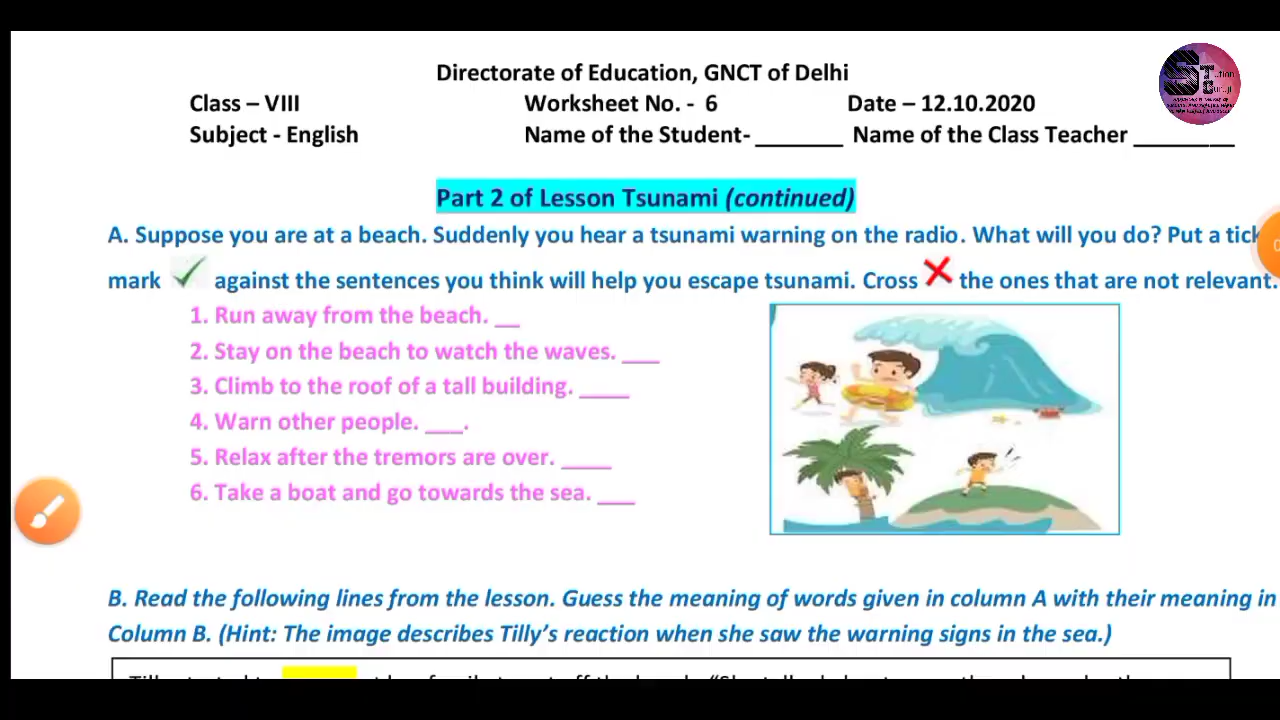 Directorate of Education, GNCT of Delhi
Class – VIII Worksheet No. - 6 Date – 12.10.2020
Subject - English Name of the Student- _______ Name of the Class Teacher ________
Part 2 of Lesson Tsunami (continued)
A. Suppose you are at a beach. Suddenly you hear a tsunami warning on the radio. What will you do? Put a tick
mark ✓ against the sentences you think will help you escape tsunami. Cross ❌ the ones that are not relevant.
1. Run away from the beach. __
2. Stay on the beach to watch the waves. ___
3. Climb to the roof of a tall building. ____
4. Warn other people. ___.
5. Relax after the tremors are over. ____
6. Take a boat and go towards the sea. ___
B. Read the following lines from the lesson. Guess the meaning of words given in column A with their meaning in
Column B. (Hint: The image describes Tilly's reaction when she saw the warning signs in the sea.)